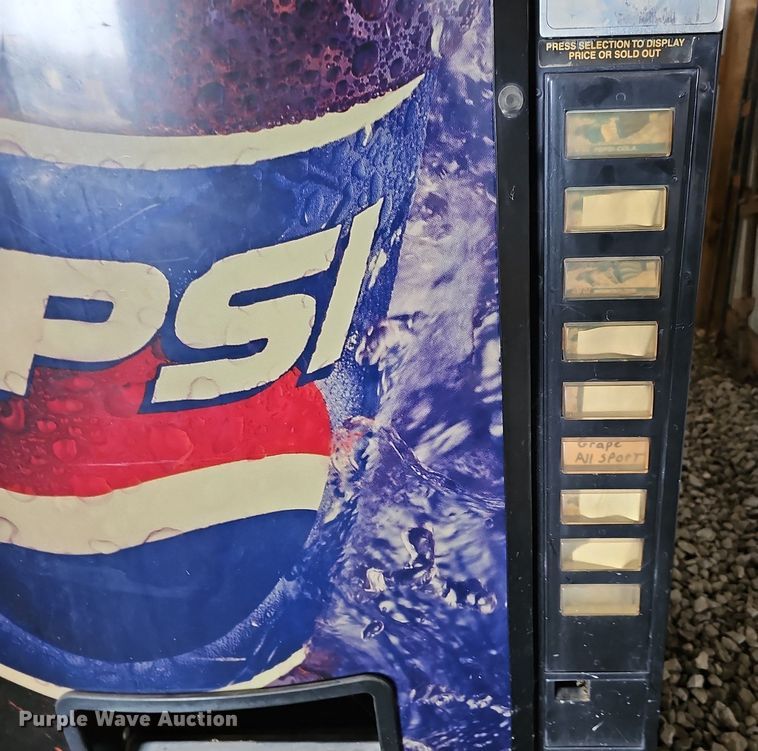 PRESS SELECTION TO DISPLAY
PRICE OR SOLD OUT
PEPSI-COLA
PSI
Grape
All SPORT
Purple Wave Auction